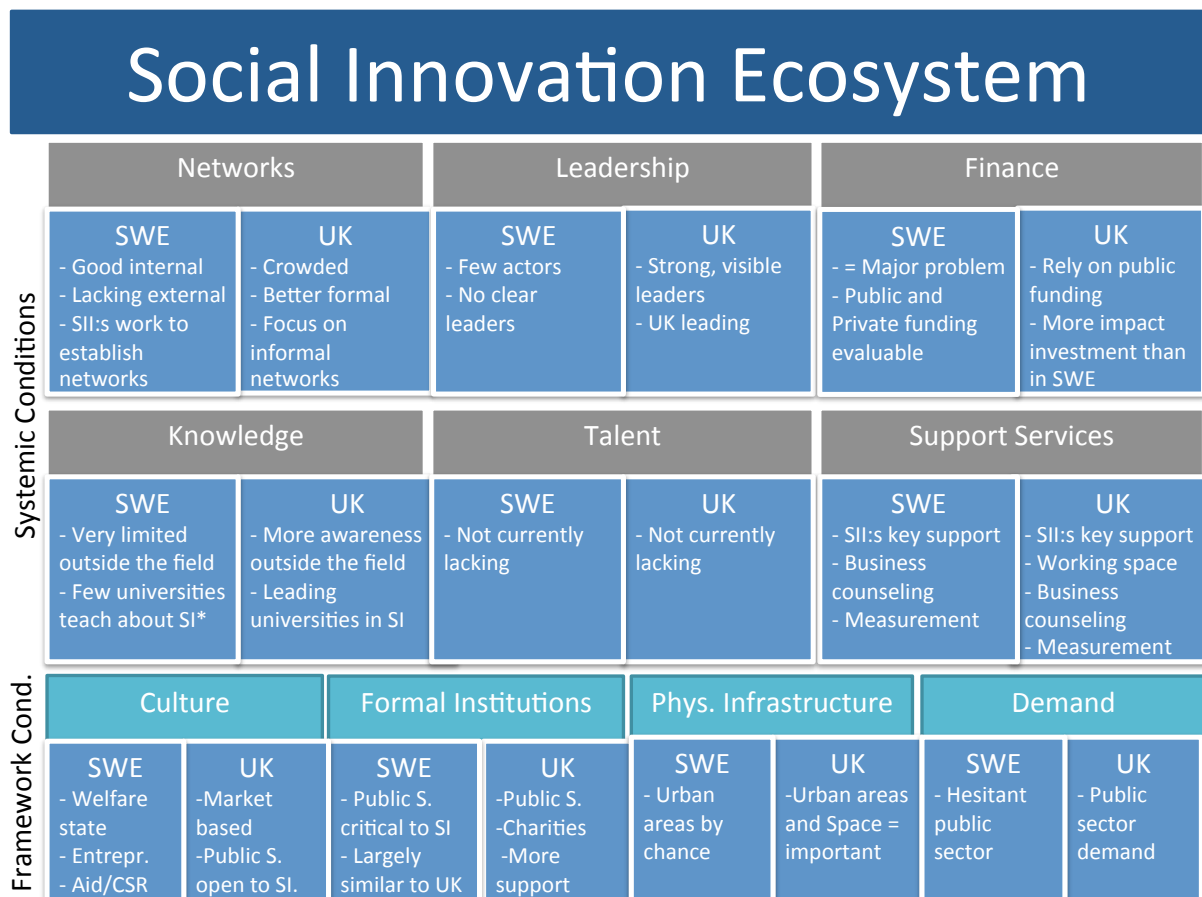 Social Innovation Ecosystem
Systemic Conditions
Networks
SWE
- Good internal
- Lacking external
- SII:s work to
establish
networks
UK
- Crowded
- Better formal
- Focus on
informal
networks
Leadership
SWE
- Few actors
- No clear
leaders
UK
- Strong, visible
leaders
- UK leading
Finance
SWE
- = Major problem
- Public and
Private funding
evaluable
UK
- Rely on public
funding
- More impact
investment than
in SWE
Knowledge
SWE
- Very limited
outside the field
- Few universities
teach about SI*
UK
- More awareness
outside the field
- Leading
universities in SI
Talent
SWE
- Not currently
lacking
UK
- Not currently
lacking
Support Services
SWE
- SII:s key support
- Business
counseling
- Measurement
UK
- SII:s key support
- Working space
- Business
counseling
- Measurement
Framework Cond.
Culture
SWE
- Welfare
state
- Entrepr.
- Aid/CSR
UK
-Market
based
-Public S.
open to SI.
Formal Institutions
SWE
- Public S.
critical to SI
- Largely
similar to UK
UK
-Public S.
-Charities
-More
support
Phys. Infrastructure
SWE
- Urban
areas by
chance
UK
-Urban areas
and Space =
important
Demand
SWE
- Hesitant
public
sector
UK
- Public
sector
demand